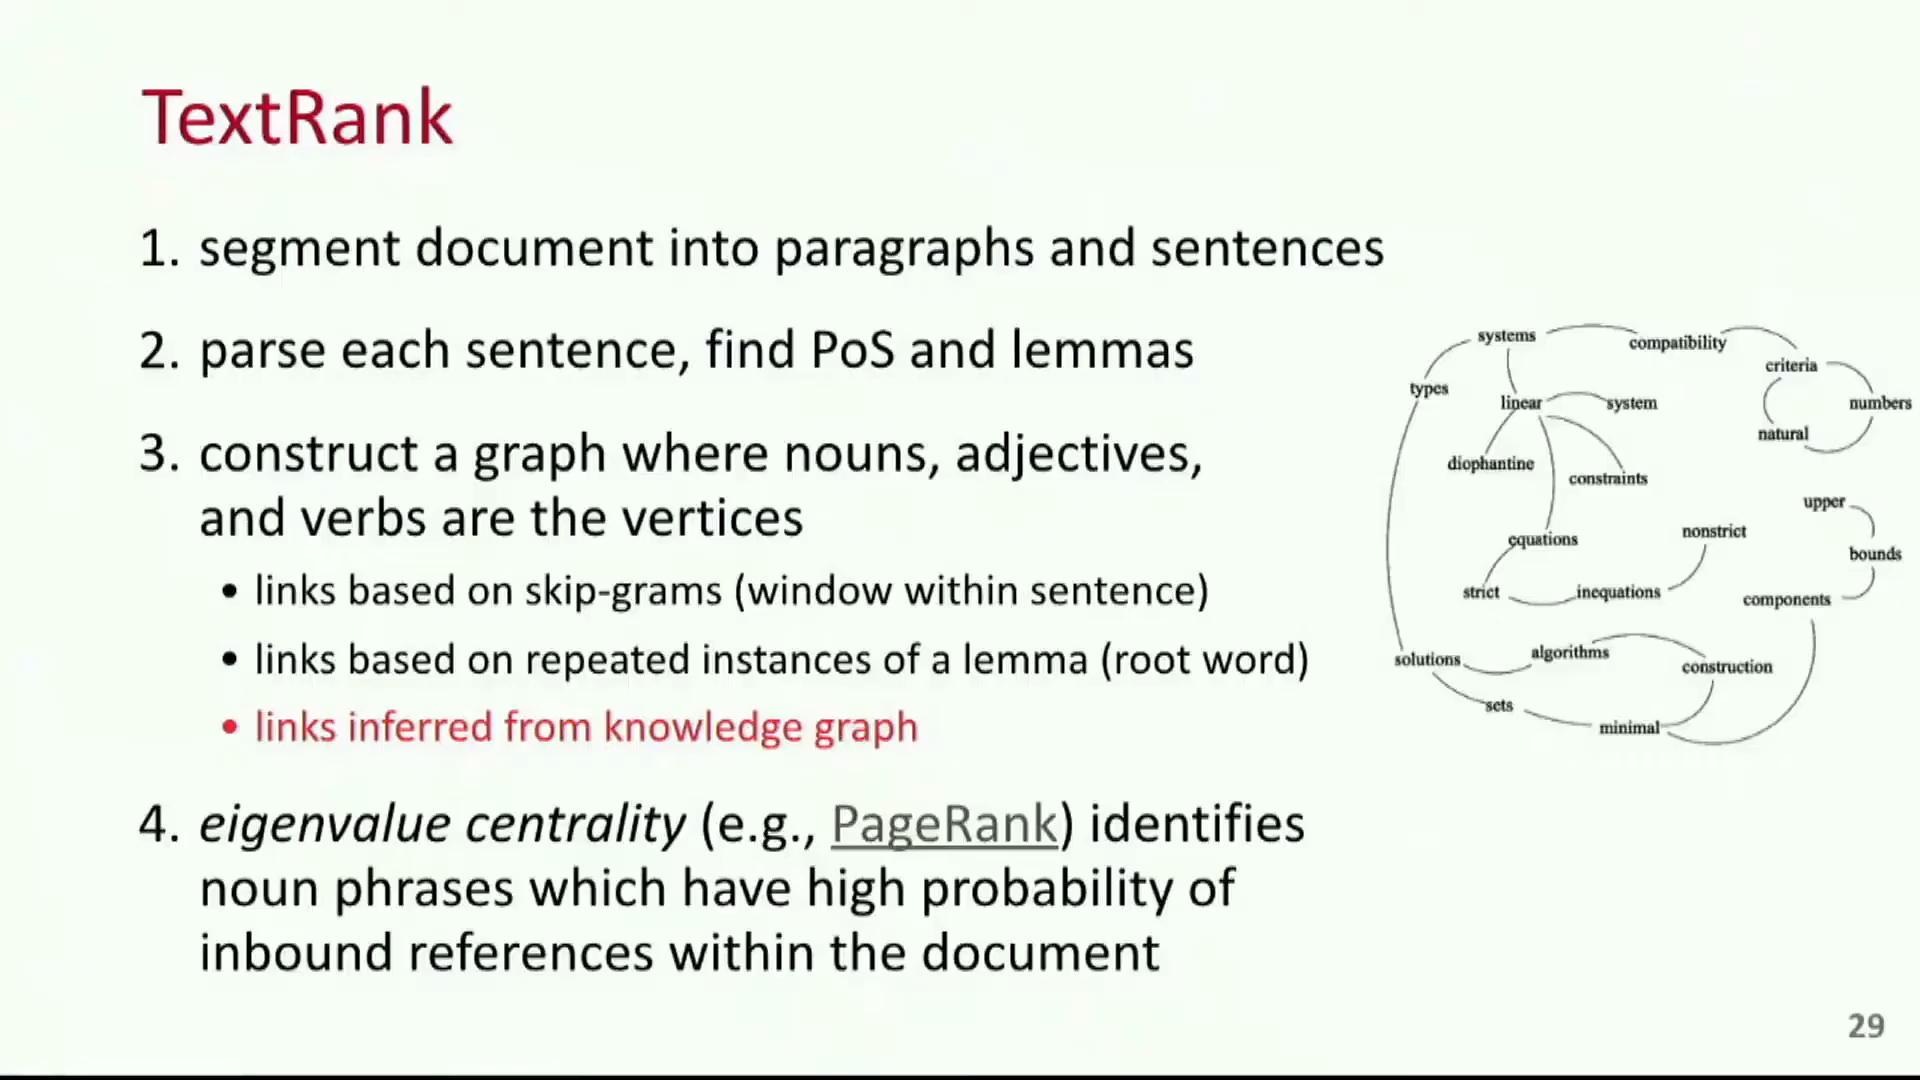 TextRank
1. segment document into paragraphs and sentences
2. parse each sentence, find PoS and lemmas
3. construct a graph where nouns, adjectives,
and verbs are the vertices
• links based on skip-grams (window within sentence)
• links based on repeated instances of a lemma (root word)
• links inferred from knowledge graph
4. eigenvalue centrality (e.g., PageRank) identifies
noun phrases which have high probability of
inbound references within the document
systems
compatibility
criteria
types
linear
system
numbers
natural
diophantine
constraints
upper
nonstrict
equations
bounds
strict
inequations
components
algorithms
solutions
construction
sets
minimal
29